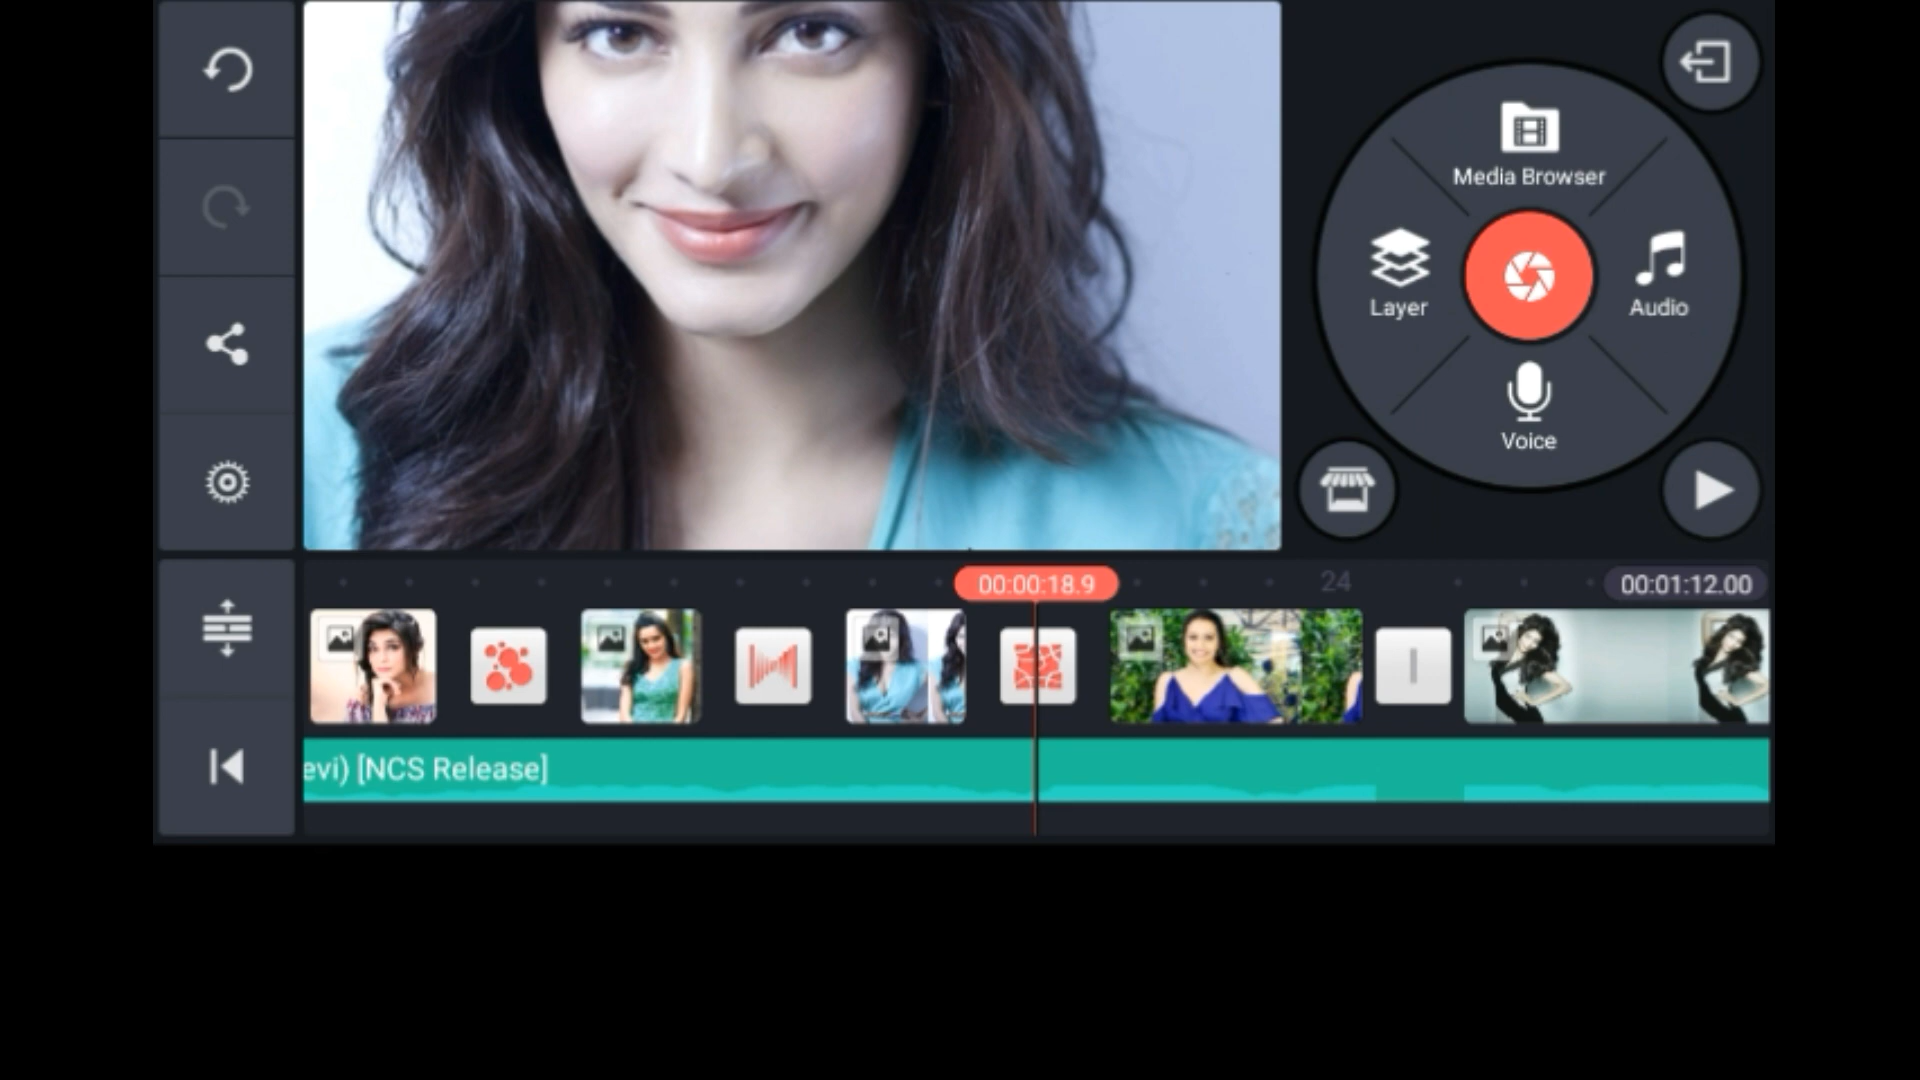 Media Browser
Layer
Audio
Voice
00:00:18.9
24
00:01:12.00
evi) [NCS Release]